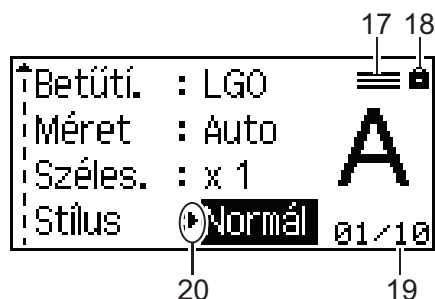 17 18
Betűtí. : LGO
Méret : Auto
Széles. : x 1
A
Stílus Normál 01/10
20 19